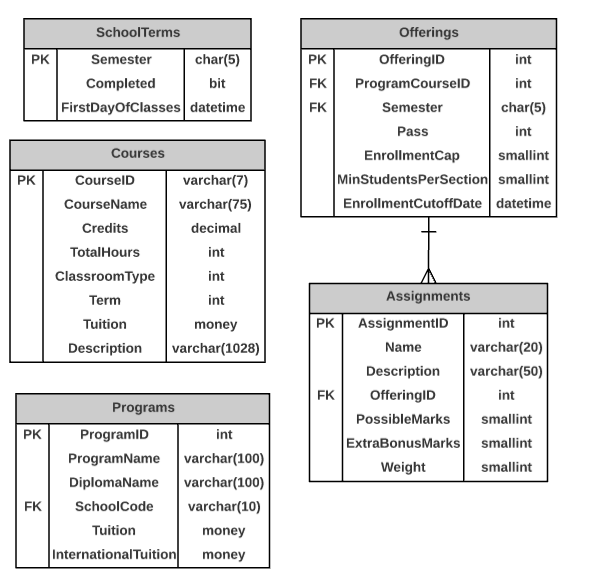 SchoolTerms
PK Semester char(5)
Completed bit
FirstDayOfClasses datetime
Courses
PK CourseID varchar(7)
CourseName varchar(75)
Credits decimal
TotalHours int
ClassroomType int
Term int
Tuition money
Description varchar(1028)
Programs
PK ProgramID int
ProgramName varchar(100)
DiplomaName varchar(100)
FK SchoolCode varchar(10)
Tuition money
InternationalTuition money
Offerings
PK OfferingID int
FK ProgramCourseID int
FK Semester char(5)
Pass int
EnrollmentCap smallint
MinStudentsPerSection smallint
EnrollmentCutoffDate datetime
Assignments
PK AssignmentID int
Name varchar(20)
Description varchar(50)
FK OfferingID int
PossibleMarks smallint
ExtraBonusMarks smallint
Weight smallint